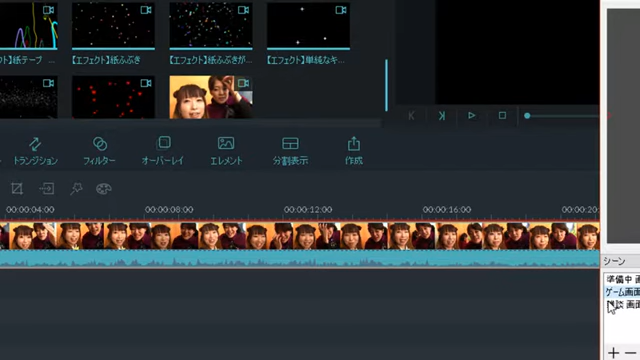 ﾄ】紙テープ ...
【エフェクト】紙ふぶき
【エフェクト】紙ふぶきが...
【エフェクト】単純なキ...
トランジション
フィルター
オーバーレイ
エレメント
分割表示
作成
00:00:04:00
00:00:08:00
00:00:12:00
00:00:16:00
00:00:20:
シーン
準備中 画
ゲーム画面
画面